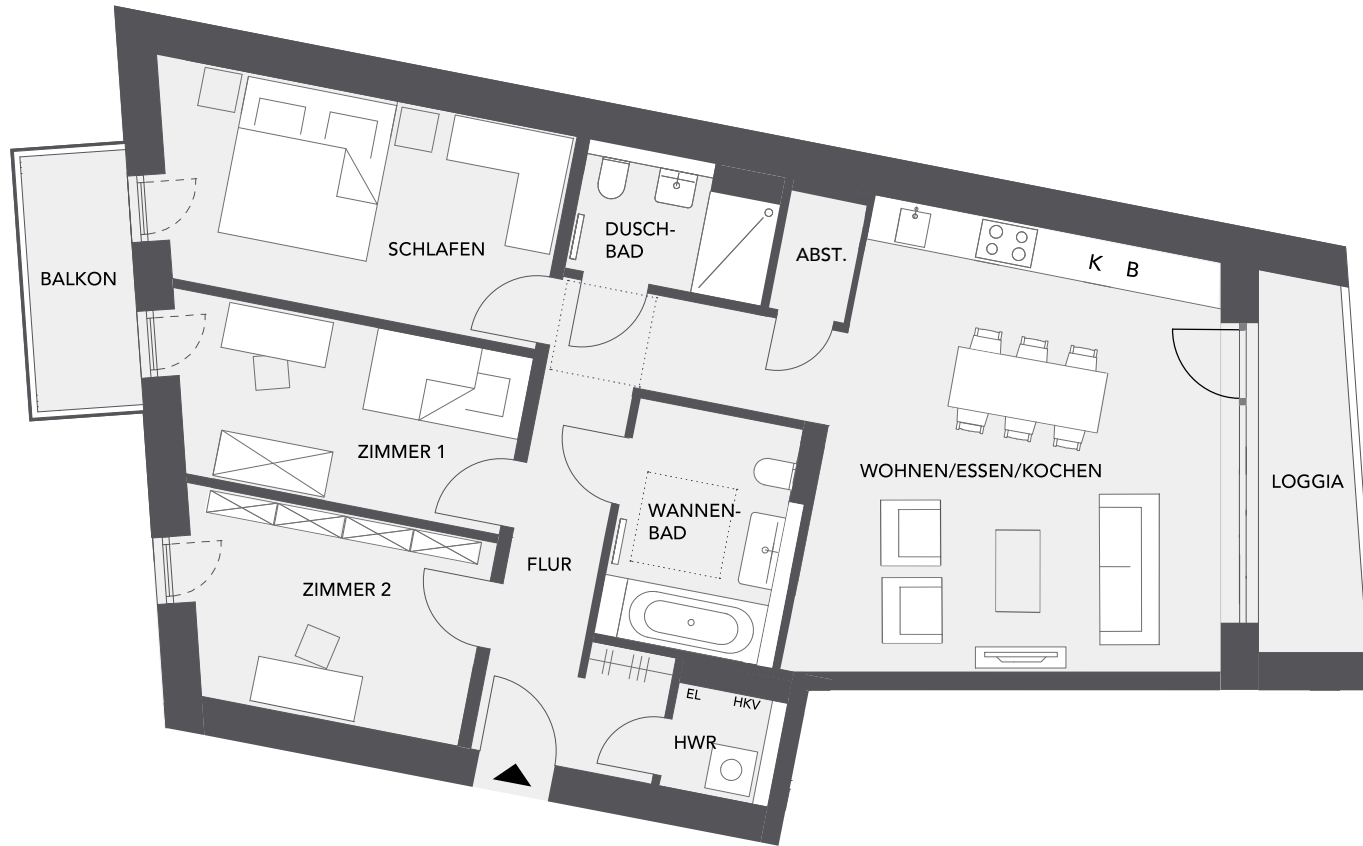 BALKON
SCHLAFEN
DUSCH-
BAD
ABST.
K B
ZIMMER 1
WOHNEN/ESSEN/KOCHEN
LOGGIA
WANNEN-
BAD
FLUR
ZIMMER 2
EL
HKV
HWR